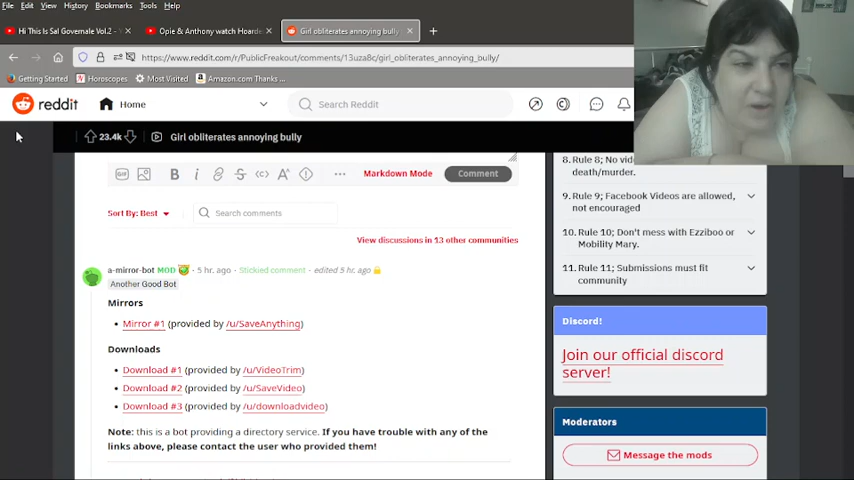 File Edit View History Bookmarks Tools Help
Hi This Is Sal Governale Vol.2 -
Opie & Anthony watch Hoarde
Girl obliterates annoying bully
https://www.reddit.com/r/PublicFreakout/comments/13uza8c/girl_obliterates_annoying_bully/
Getting Started Horoscopes Most Visited Amazon.com Thanks ...
reddit Home Search Reddit
23.4k Girl obliterates annoying bully
GIF B i Markdown Mode Comment
Sort By: Best Search comments
View discussions in 13 other communities
a-mirror-bot MOD 5 hr. ago · Stickied comment · edited 5 hr. ago
Another Good Bot
Mirrors
• Mirror #1 (provided by /u/SaveAnything)
Downloads
• Download #1 (provided by /u/VideoTrim)
• Download #2 (provided by /u/SaveVideo)
• Download #3 (provided by /u/downloadvideo)
Note: this is a bot providing a directory service. If you have trouble with any of the
links above, please contact the user who provided them!
8. Rule 8; No vid
death/murder.
9. Rule 9; Facebook Videos are allowed,
not encouraged
10. Rule 10; Don't mess with Ezziboo or
Mobility Mary.
11. Rule 11; Submissions must fit
community
Discord!
Join our official discord
server!
Moderators
Message the mods